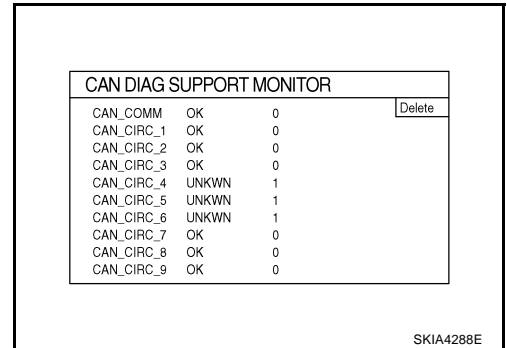 CAN DIAG SUPPORT MONITOR
Delete
CAN_COMM OK 0
CAN_CIRC_1 OK 0
CAN_CIRC_2 OK 0
CAN_CIRC_3 OK 0
CAN_CIRC_4 UNKWN 1
CAN_CIRC_5 UNKWN 1
CAN_CIRC_6 UNKWN 1
CAN_CIRC_7 OK 0
CAN_CIRC_8 OK 0
CAN_CIRC_9 OK 0
SKIA4288E